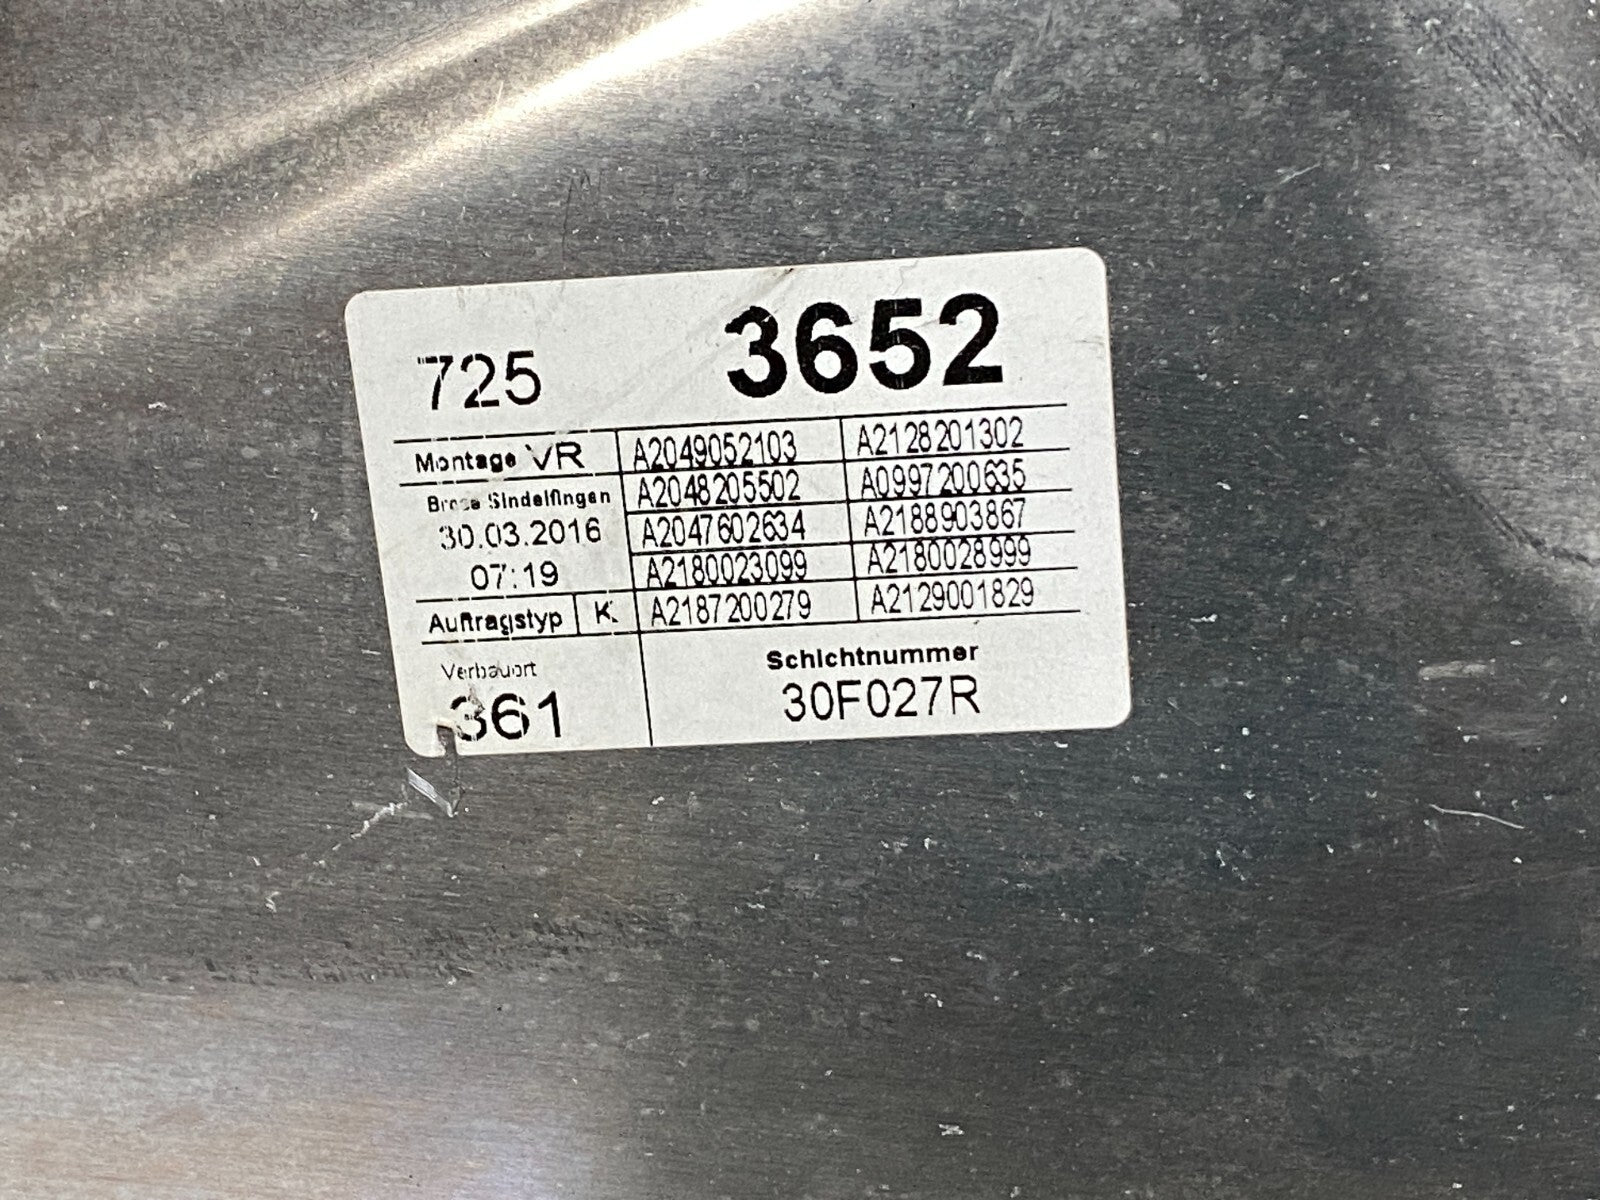 725 3652
Montage VR A2049052103 A2128201302
Brose Sindelfingen A2048205502 A0997200635
30.03.2016 A2047602634 A2188903867
07:19 A2180023099 A2180028999
Auftragstyp K A2187200279 A2129001829
Verbauort Schichtnummer
361 30F027R